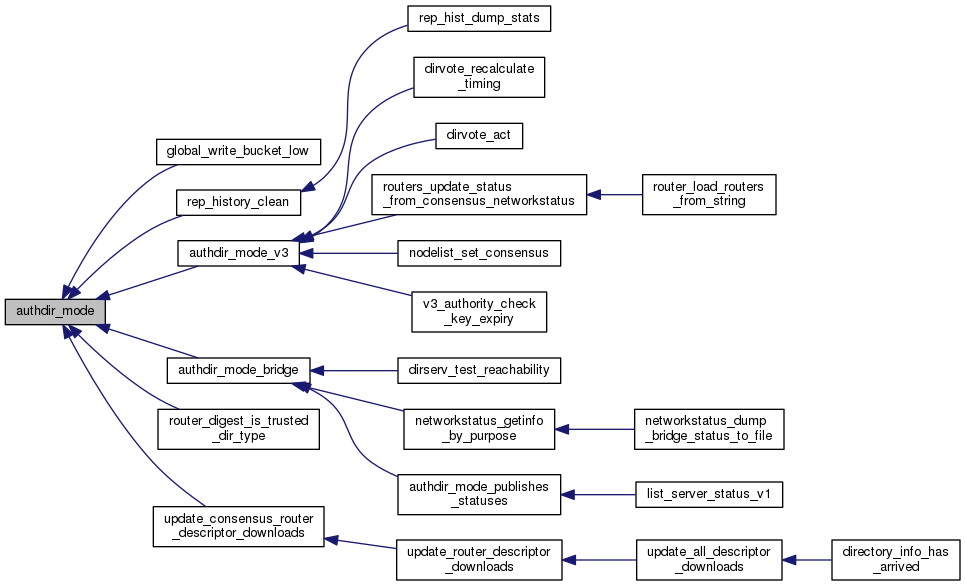 rep_hist_dump_stats
dirvote_recalculate
_timing
dirvote_act
global_write_bucket_low
routers_update_status
_from_consensus_networkstatus
router_load_routers
_from_string
rep_history_clean
authdir_mode_v3
nodelist_set_consensus
authdir_mode
v3_authority_check
_key_expiry
authdir_mode_bridge
dirserv_test_reachability
router_digest_is_trusted
_dir_type
networkstatus_getinfo
_by_purpose
networkstatus_dump
_bridge_status_to_file
authdir_mode_publishes
_statuses
list_server_status_v1
update_consensus_router
_descriptor_downloads
update_router_descriptor
_downloads
update_all_descriptor
_downloads
directory_info_has
_arrived